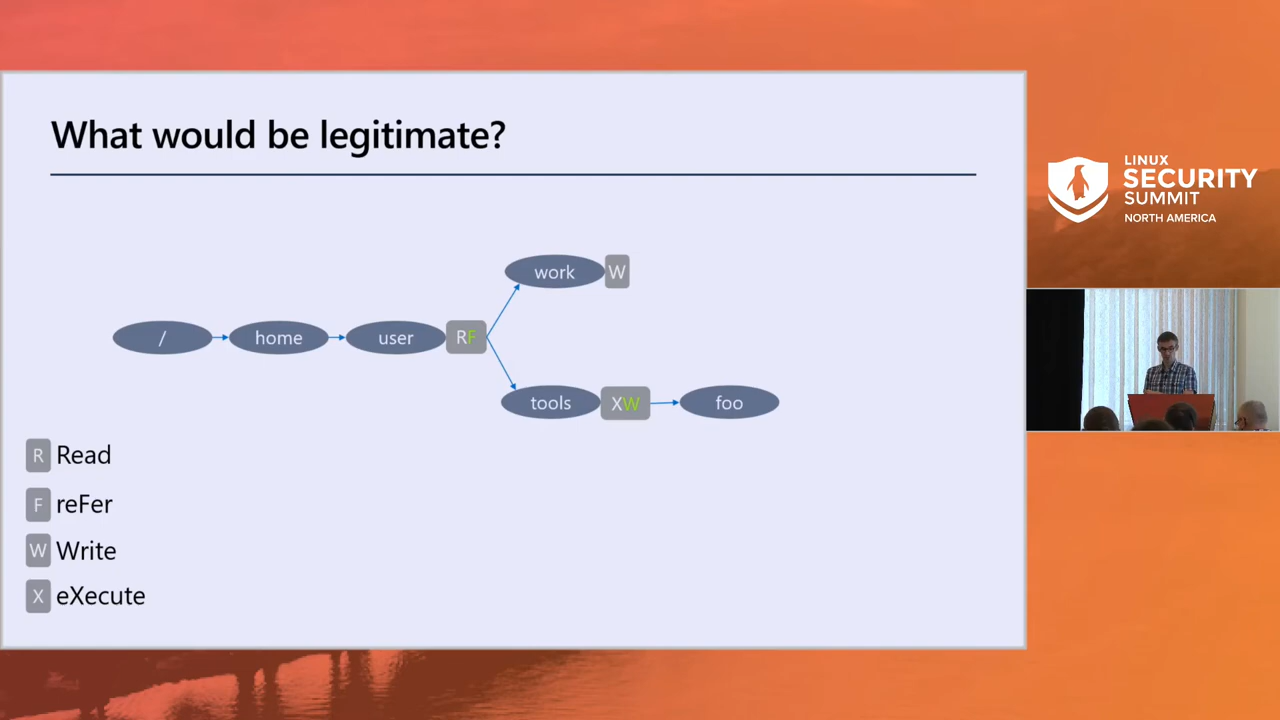 What would be legitimate?
work W
/ home user RF
tools XW foo
R Read
F reFer
W Write
X eXecute
LINUX
SECURITY
SUMMIT
NORTH AMERICA